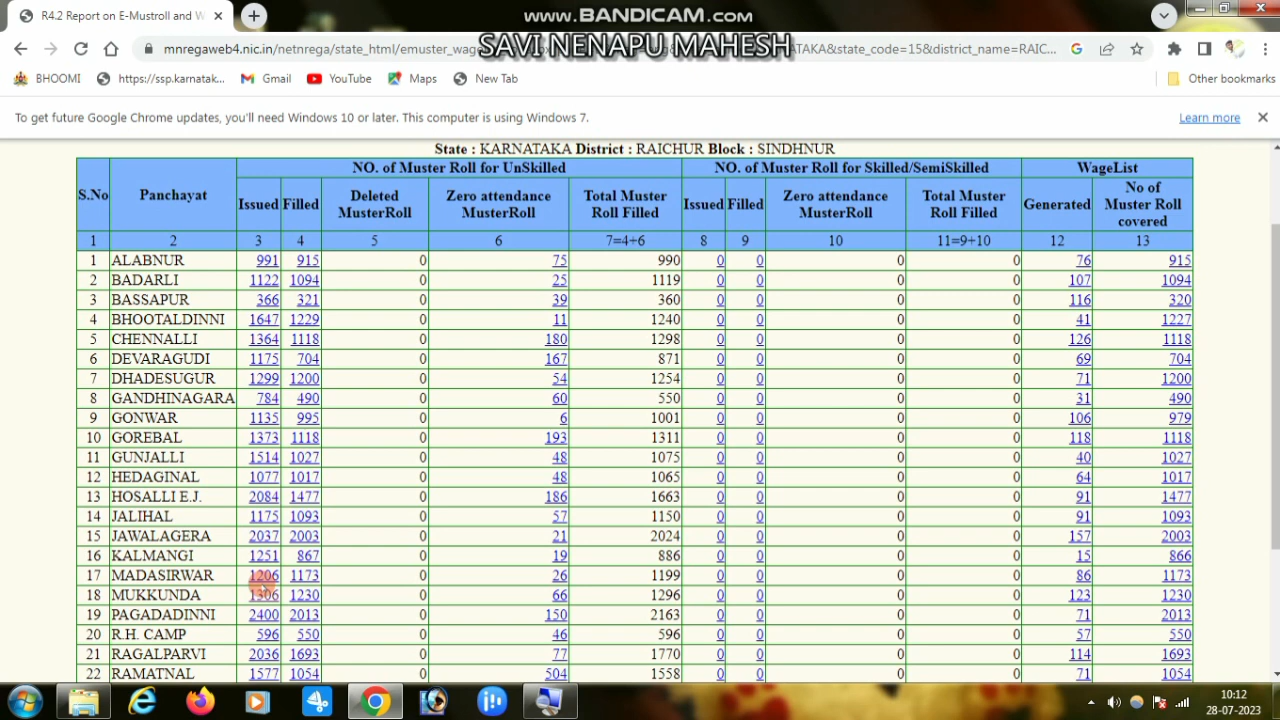 www.BANDICAM.com
R4.2 Report on E-Mustroll and W
SAVI NENAPU MAHESH
mnregaweb4.nic.in/netnrega/state_html/emuster_wag ATAKA&state_code=15&district_name=RAIC...
BHOOMI https://ssp.karnatak... Gmail YouTube Maps New Tab Other bookmarks
To get future Google Chrome updates, you'll need Windows 10 or later. This computer is using Windows 7. Learn more
State : KARNATAKA District : RAICHUR Block : SINDHNUR
S.No Panchayat NO. of Muster Roll for UnSkilled NO. of Muster Roll for Skilled/SemiSkilled WageList
Issued Filled Deleted MusterRoll Zero attendance MusterRoll Total Muster Roll Filled Issued Filled Zero attendance MusterRoll Total Muster Roll Filled Generated No of Muster Roll covered
1 2 3 4 5 6 7=4+6 8 9 10 11=9+10 12 13
1 ALABNUR 991 915 0 75 990 0 0 0 0 76 915
2 BADARLI 1122 1094 0 25 1119 0 0 0 0 107 1094
3 BASSAPUR 366 321 0 39 360 0 0 0 0 116 320
4 BHOOTALDINNI 1647 1229 0 11 1240 0 0 0 0 41 1227
5 CHENNALLI 1364 1118 0 180 1298 0 0 0 0 126 1118
6 DEVARAGUDI 1175 704 0 167 871 0 0 0 0 69 704
7 DHADESUGUR 1299 1200 0 54 1254 0 0 0 0 71 1200
8 GANDHINAGARA 784 490 0 60 550 0 0 0 0 31 490
9 GONWAR 1135 995 0 6 1001 0 0 0 0 106 979
10 GOREBAL 1373 1118 0 193 1311 0 0 0 0 118 1118
11 GUNJALLI 1514 1027 0 48 1075 0 0 0 0 40 1027
12 HEDAGINAL 1077 1017 0 48 1065 0 0 0 0 64 1017
13 HOSALLI E.J. 2084 1477 0 186 1663 0 0 0 0 91 1477
14 JALIHAL 1175 1093 0 57 1150 0 0 0 0 91 1093
15 JAWALAGERA 2037 2003 0 21 2024 0 0 0 0 157 2003
16 KALMANGI 1251 867 0 19 886 0 0 0 0 15 866
17 MADASIRWAR 1206 1173 0 26 1199 0 0 0 0 86 1173
18 MUKKUNDA 1306 1230 0 66 1296 0 0 0 0 123 1230
19 PAGADADINNI 2400 2013 0 150 2163 0 0 0 0 71 2013
20 R.H. CAMP 596 550 0 46 596 0 0 0 0 57 550
21 RAGALPARVI 2036 1693 0 77 1770 0 0 0 0 114 1693
22 RAMATNAL 1577 1054 0 504 1558 0 0 0 0 71 1054
10:12
28-07-2023